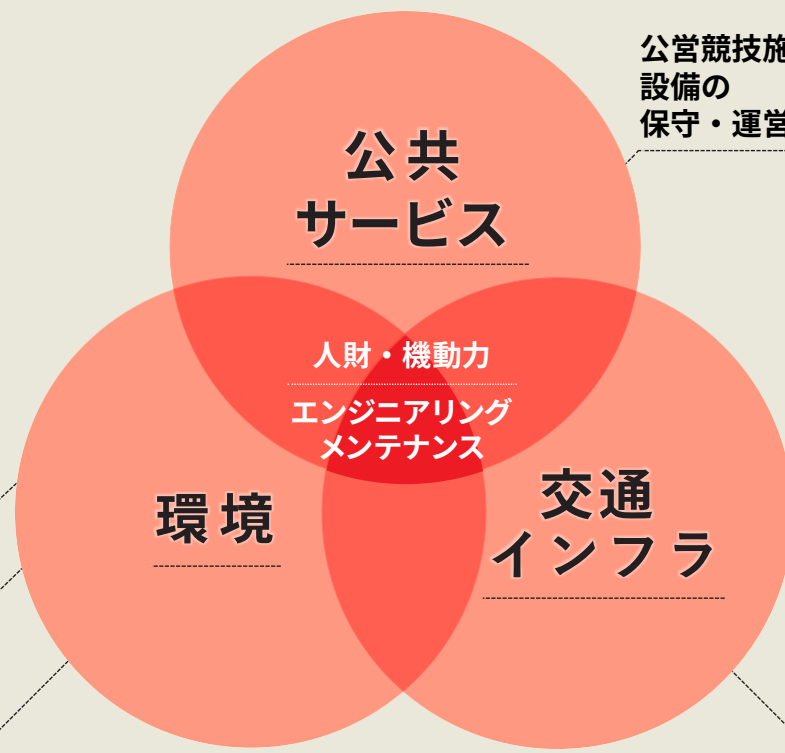 公営競技施
設備の
保守・運営
公共
サービス
人財・機動力
エンジニアリング
メンテナンス
環境
交通
インフラ